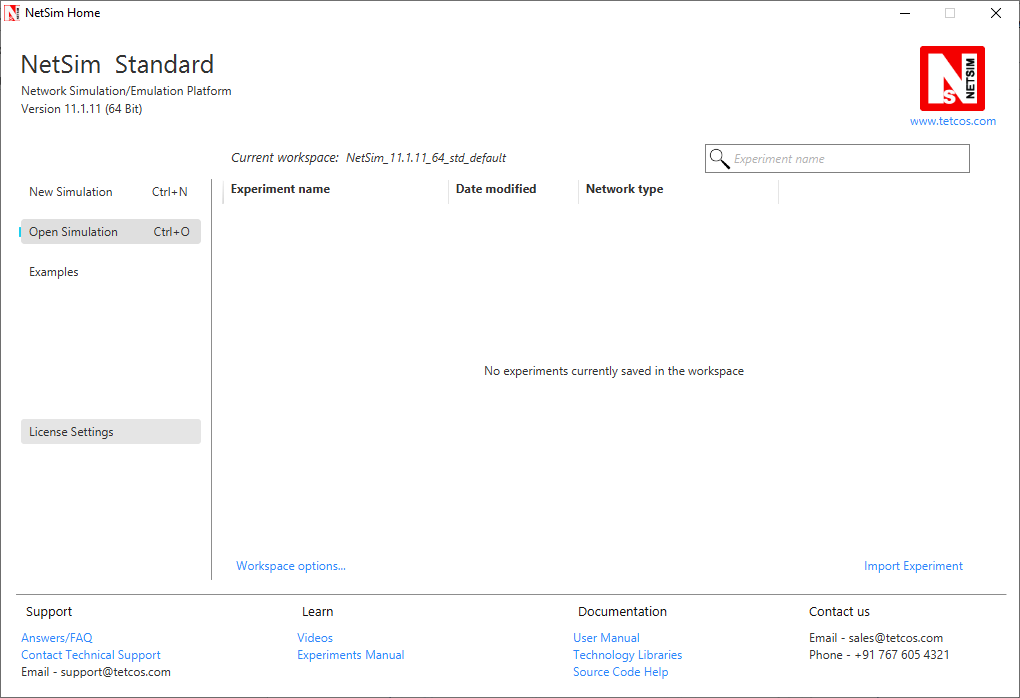 NetSim Home
NetSim Standard
Network Simulation/Emulation Platform
Version 11.1.11 (64 Bit)
NETSIM
NS
www.tetcos.com
Current workspace: NetSim_11.1.11_64_std_default
Experiment name
New Simulation Ctrl+N
Open Simulation Ctrl+O
Examples
License Settings
Experiment name Date modified Network type
No experiments currently saved in the workspace
Workspace options...
Import Experiment
Support
Answers/FAQ
Contact Technical Support
Email - support@tetcos.com
Learn
Videos
Experiments Manual
Documentation
User Manual
Technology Libraries
Source Code Help
Contact us
Email - sales@tetcos.com
Phone - +91 767 605 4321